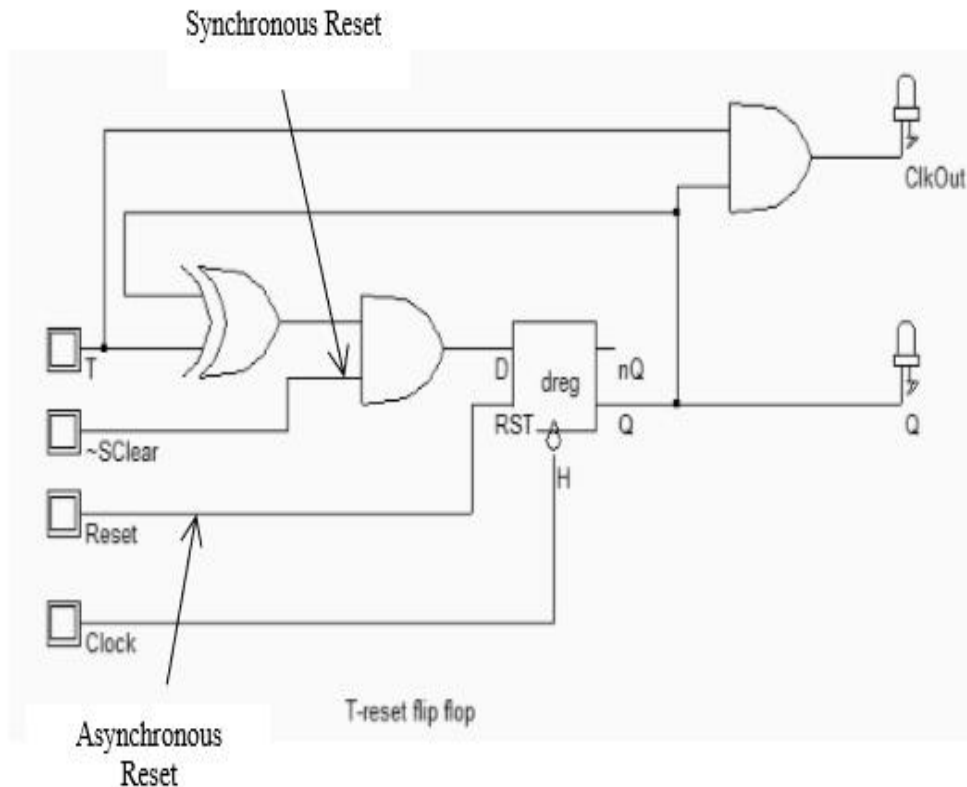 Synchronous Reset
ClkOut
T
D
dreg
nQ
RST
Q
Q
~SClear
H
Reset
Clock
T-reset flip flop
Asynchronous
Reset